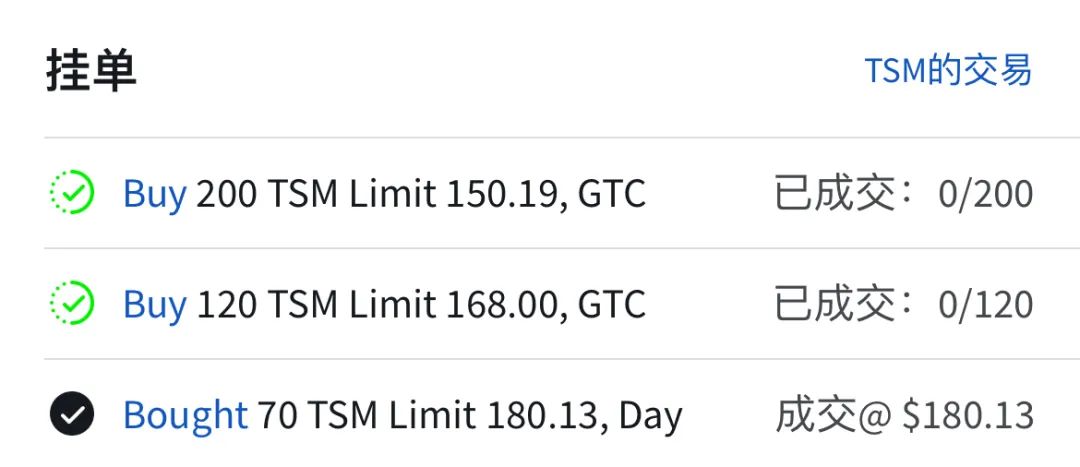 挂单 TSM的交易
Buy 200 TSM Limit 150.19, GTC 已成交：0/200
Buy 120 TSM Limit 168.00, GTC 已成交：0/120
Bought 70 TSM Limit 180.13, Day 成交@ $180.13